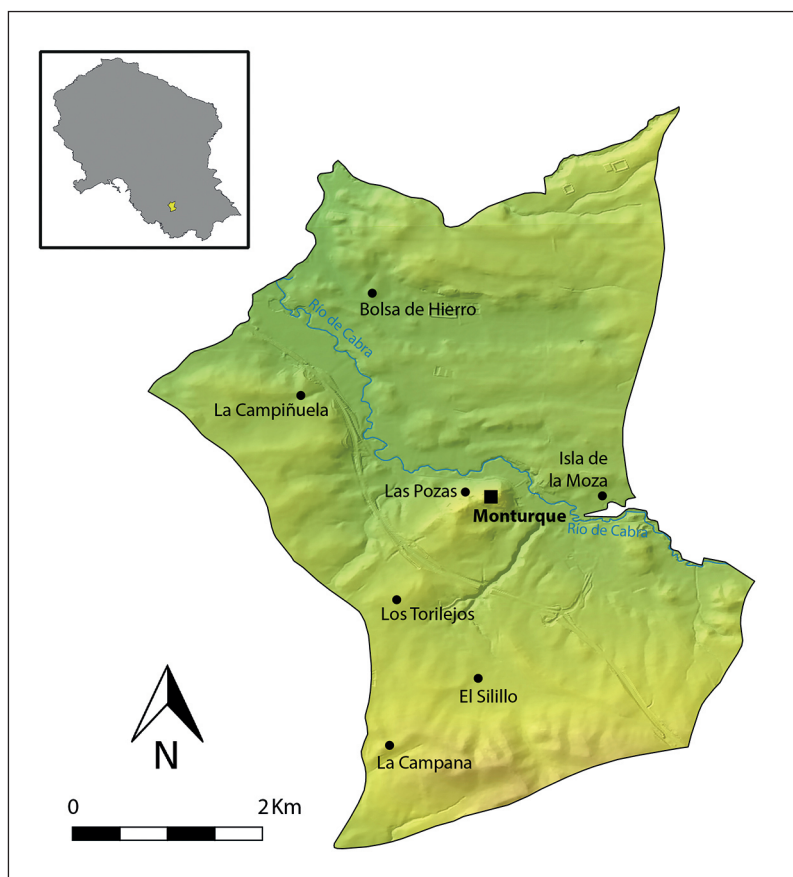 Río de Cabra
Bolsa de Hierro
La Campiñuela
Isla de
la Moza
Las Pozas
Monturque
Río de Cabra
Los Torilejos
El Silillo
La Campana
N
0 2 Km